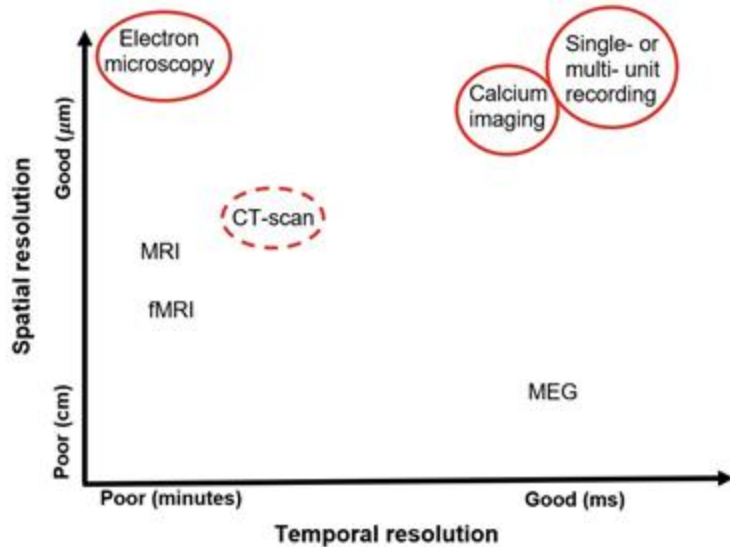 Electron
microscopy
Single- or
multi- unit
recording
Calcium
imaging
CT-scan
MRI
fMRI
MEG
Spatial resolution
Good (μm)
Poor (cm)
Poor (minutes)
Good (ms)
Temporal resolution